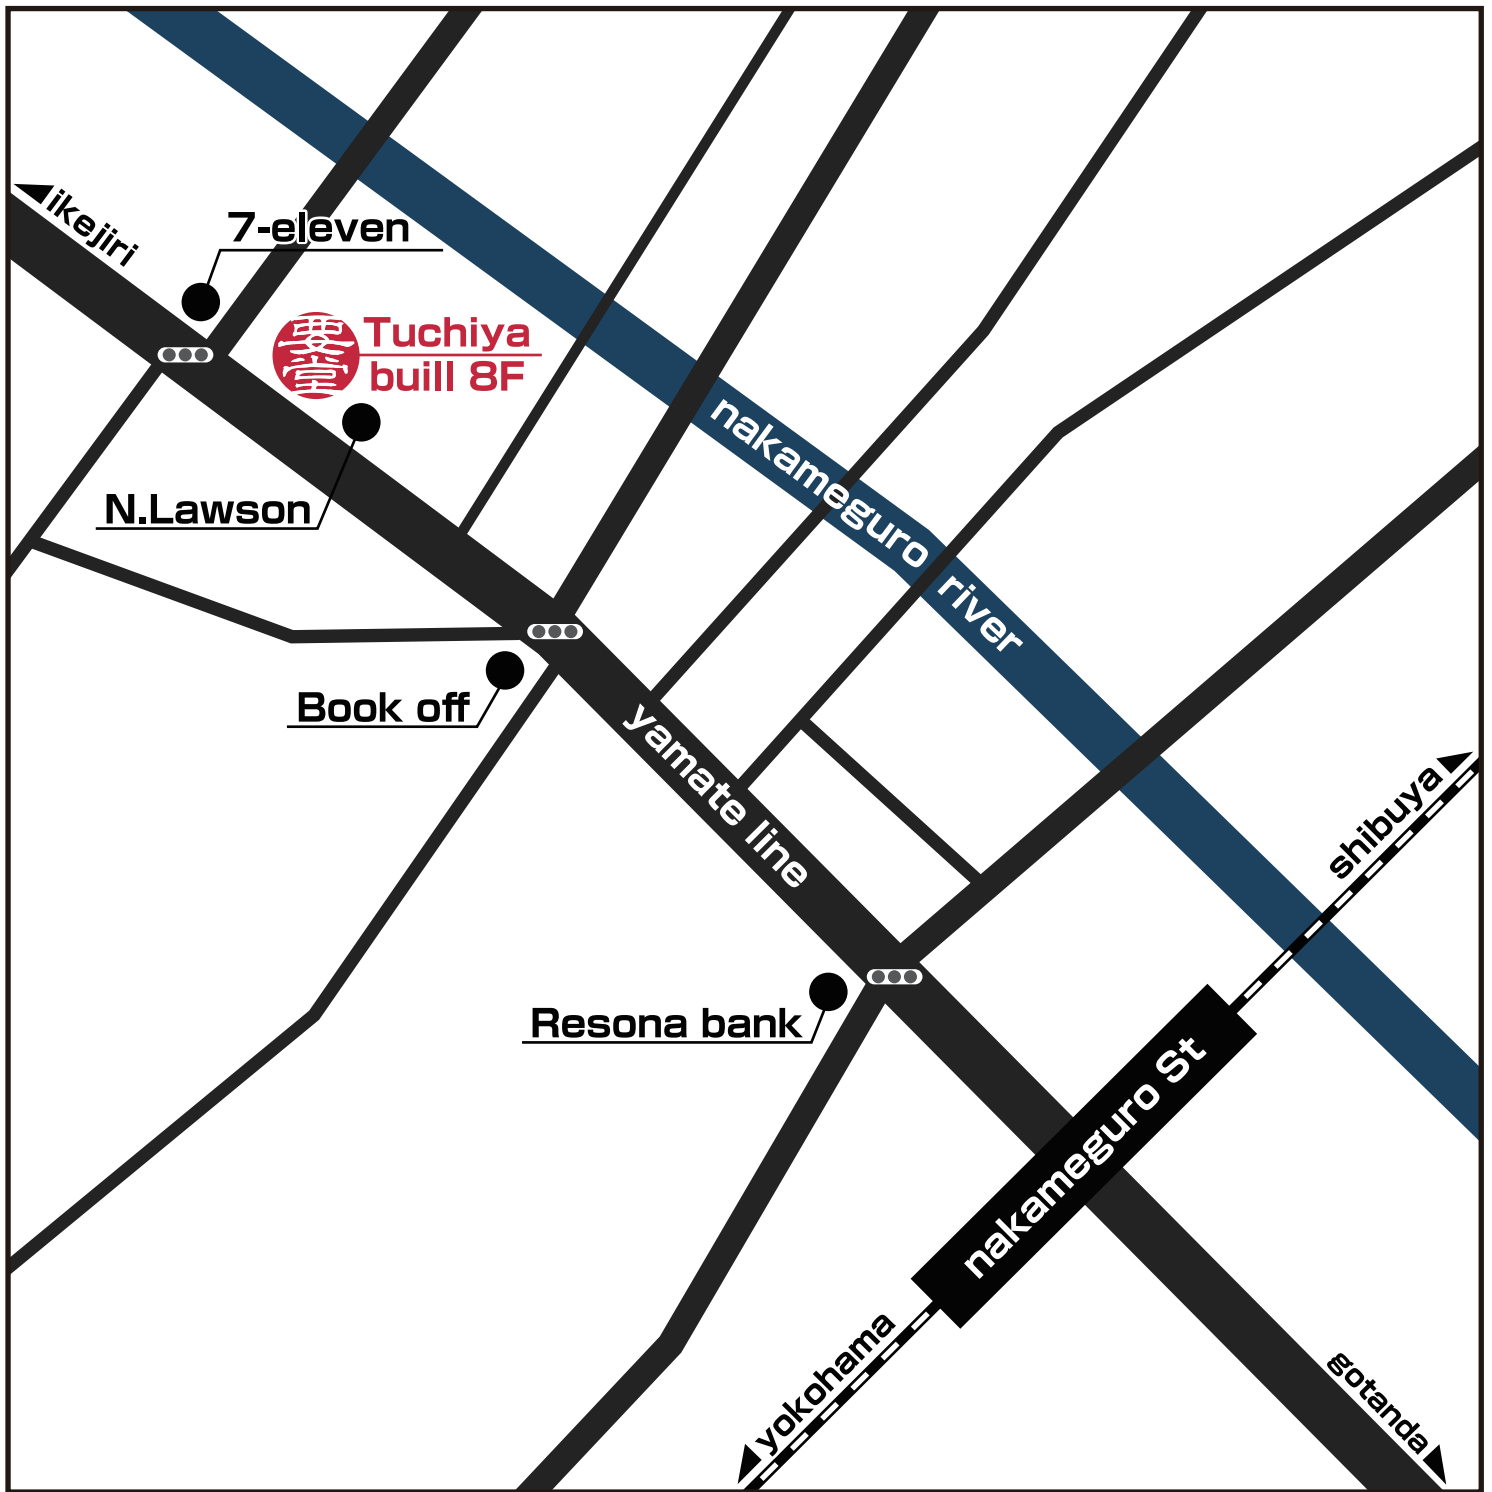 ikejiri
7-eleven
Tuchiya
buill 8F
N.Lawson
nakameguro river
Book off
yamate line
shibuya
Resona bank
nakameguro St
yokohama
gotanda